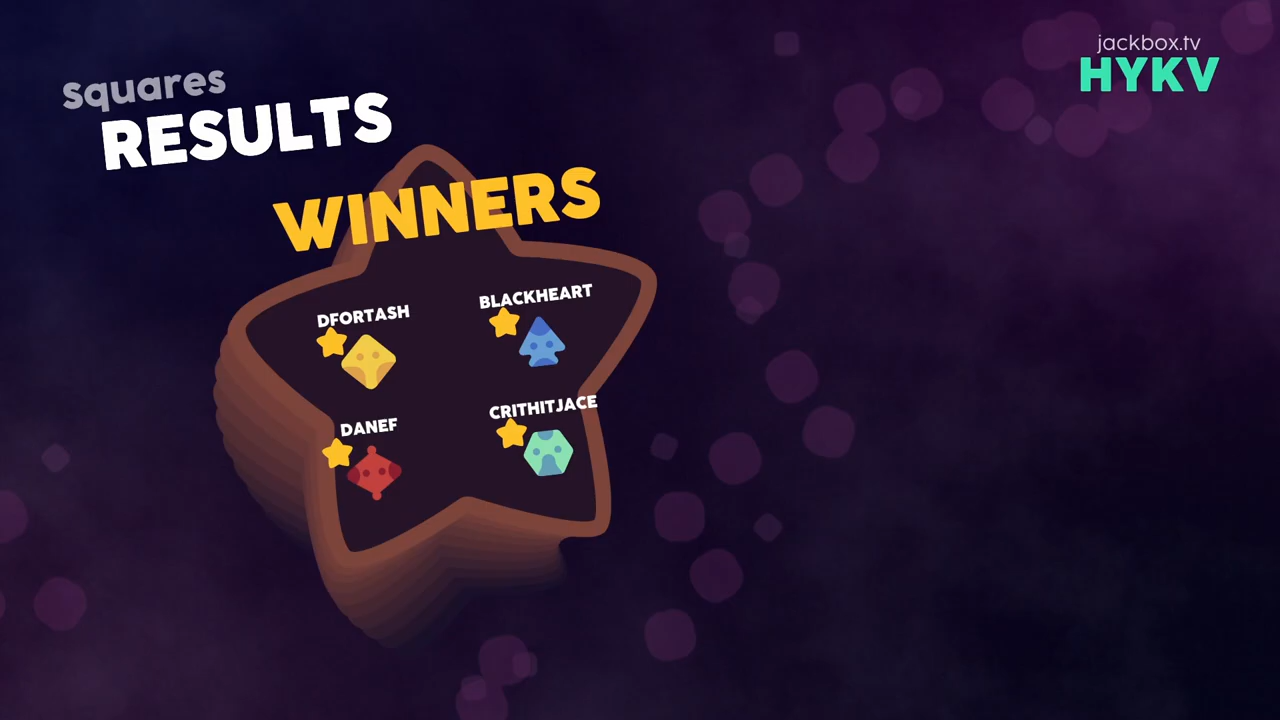 squares
RESULTS
jackbox.tv
HYKV
WINNERS
DFORTASH
BLACKHEART
DANEF
CRITHITJACE